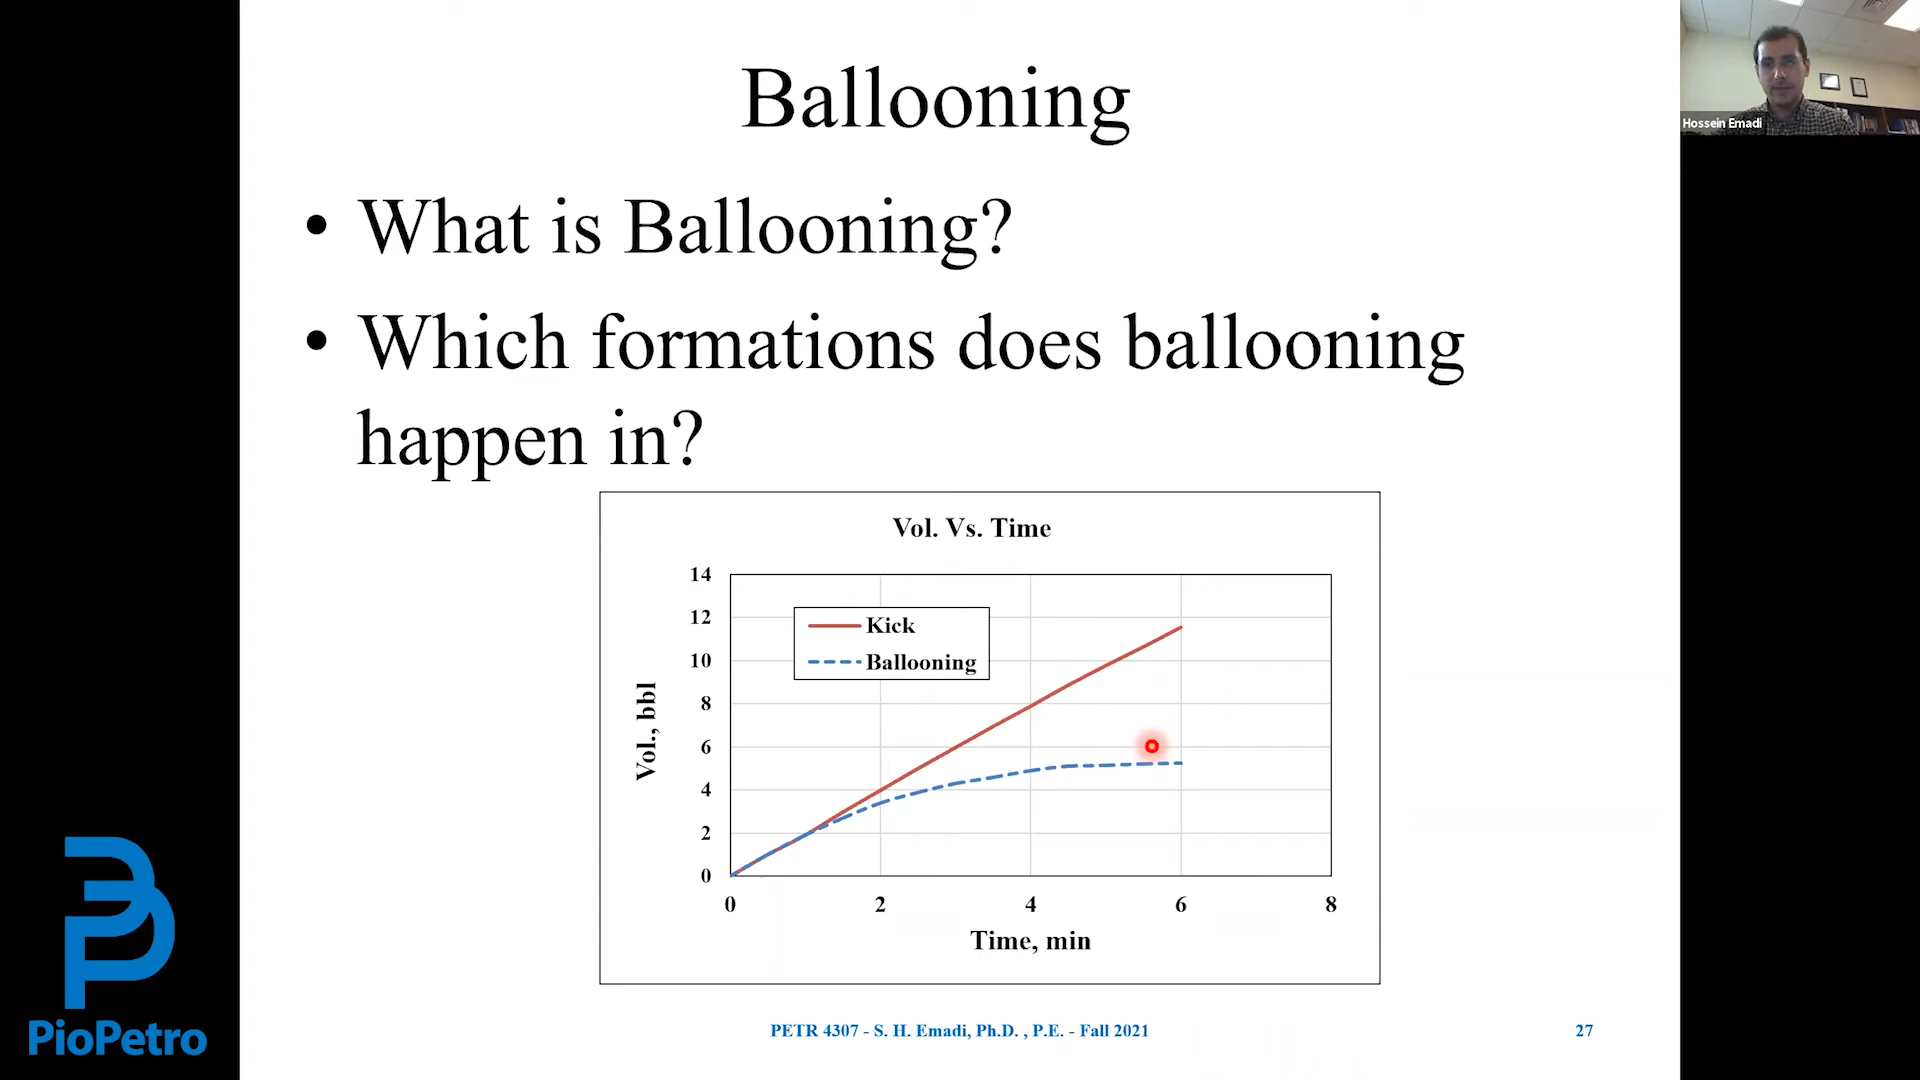 Ballooning
Hossein Emadi
• What is Ballooning?
• Which formations does ballooning
happen in?
Vol. Vs. Time
14
12
10
8
6
4
2
0
Kick
Ballooning
Vol., bbl
0 2 4 6 8
Time, min
PioPetro
PETR 4307 - S. H. Emadi, Ph.D. , P.E. - Fall 2021
27